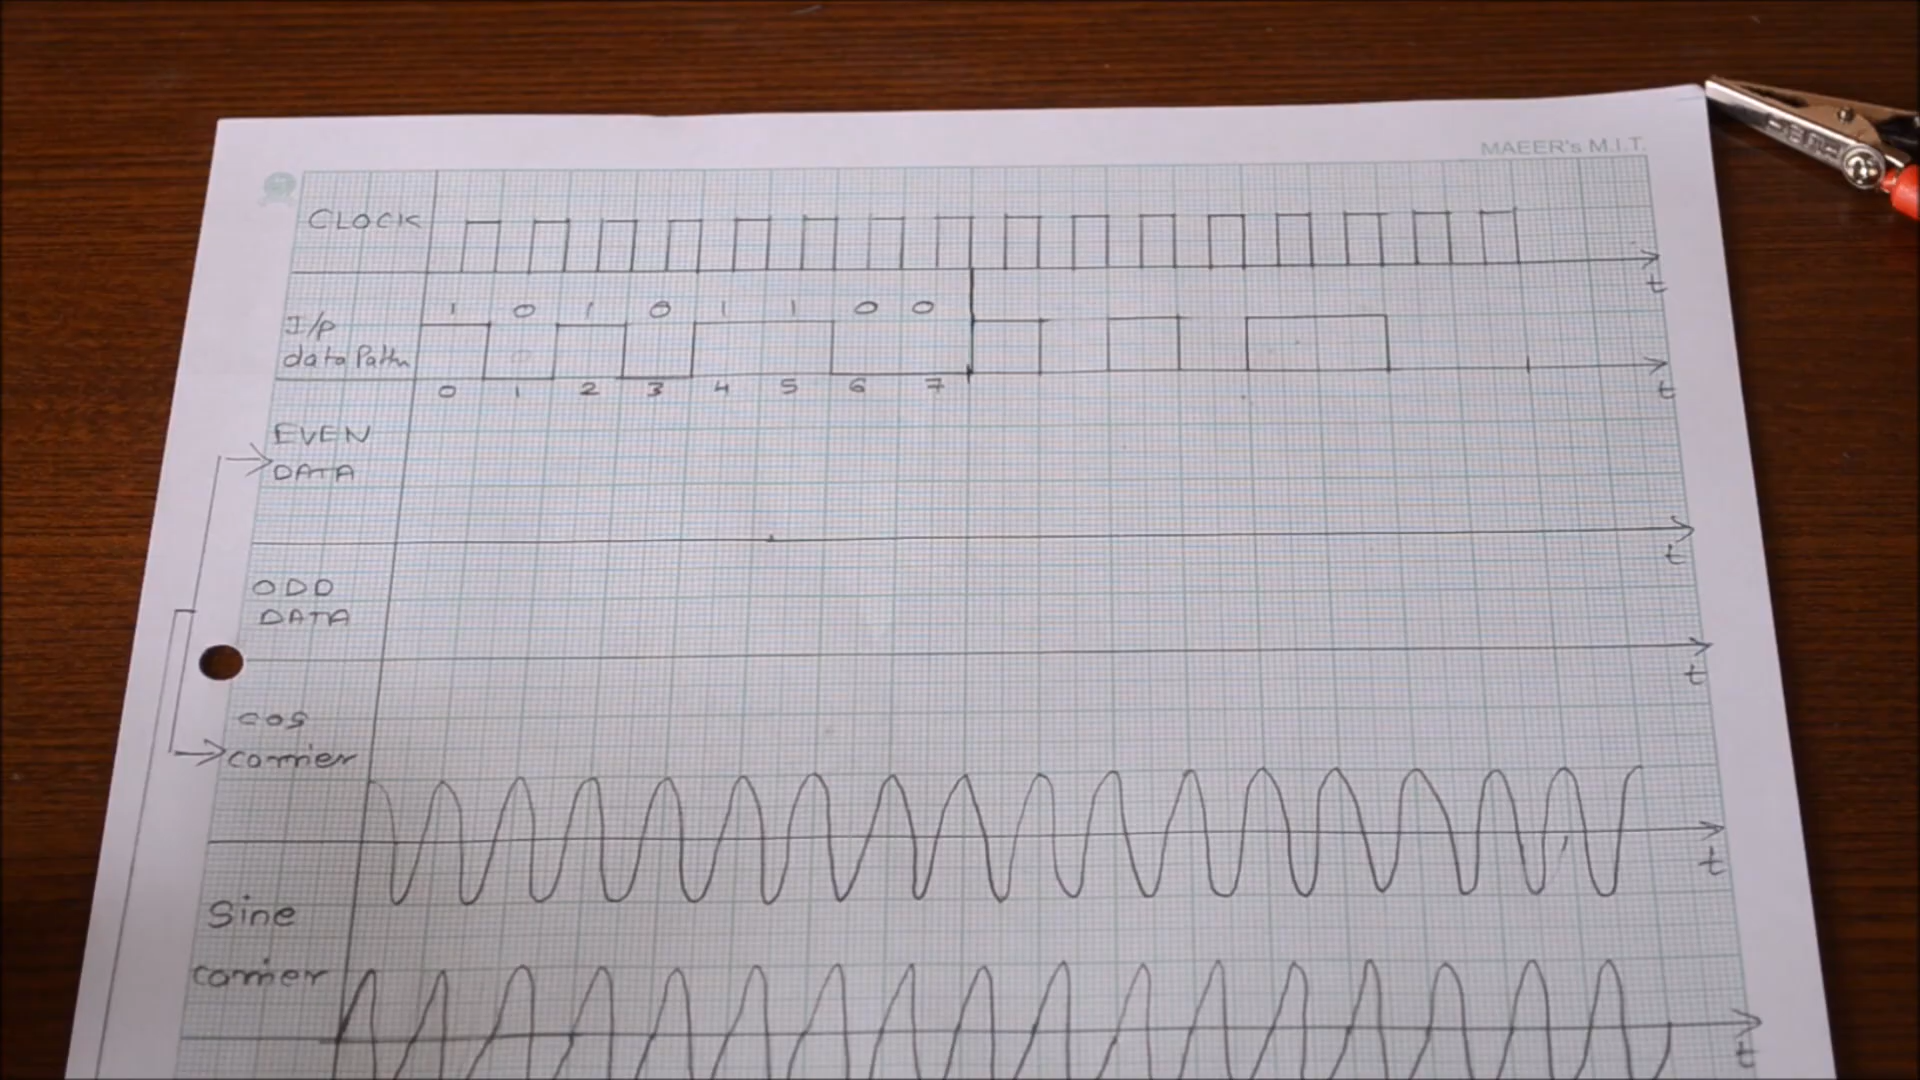 MAEER's M.I.T.
CLOCK
t
1 0 1 0 1 1 0 0
I/p
data Path
0 1 2 3 4 5 6 7
t
EVEN
DATA
t
ODD
DATA
t
cos
carrier
t
Sine
carrier
t